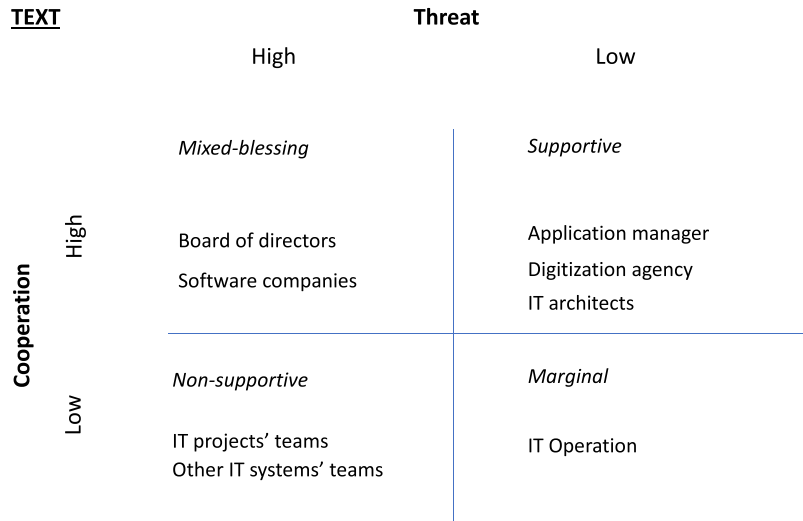 TEXT
Threat
High
Low
Mixed-blessing
Supportive
Cooperation
High
Board of directors
Software companies
Application manager
Digitization agency
IT architects
Low
Non-supportive
Marginal
IT projects’ teams
Other IT systems’ teams
IT Operation